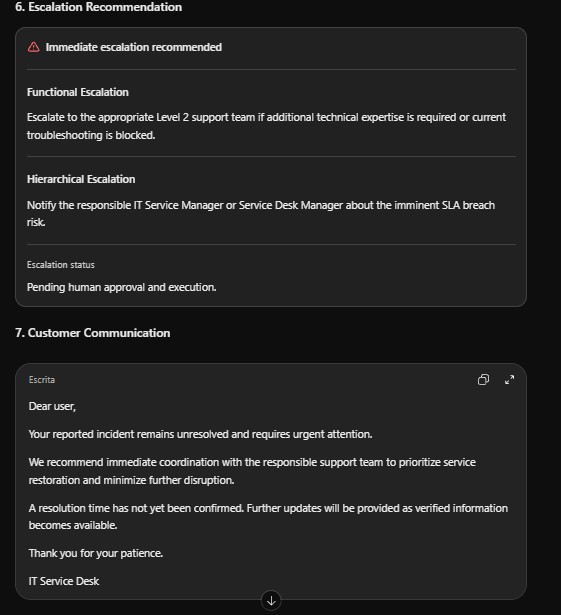 6. Escalation Recommendation
Immediate escalation recommended
Functional Escalation
Escalate to the appropriate Level 2 support team if additional technical expertise is required or current
troubleshooting is blocked.
Hierarchical Escalation
Notify the responsible IT Service Manager or Service Desk Manager about the imminent SLA breach
risk.
Escalation status
Pending human approval and execution.
7. Customer Communication
Escrita
Dear user,
Your reported incident remains unresolved and requires urgent attention.
We recommend immediate coordination with the responsible support team to prioritize service
restoration and minimize further disruption.
A resolution time has not yet been confirmed. Further updates will be provided as verified information
becomes available.
Thank you for your patience.
IT Service Desk